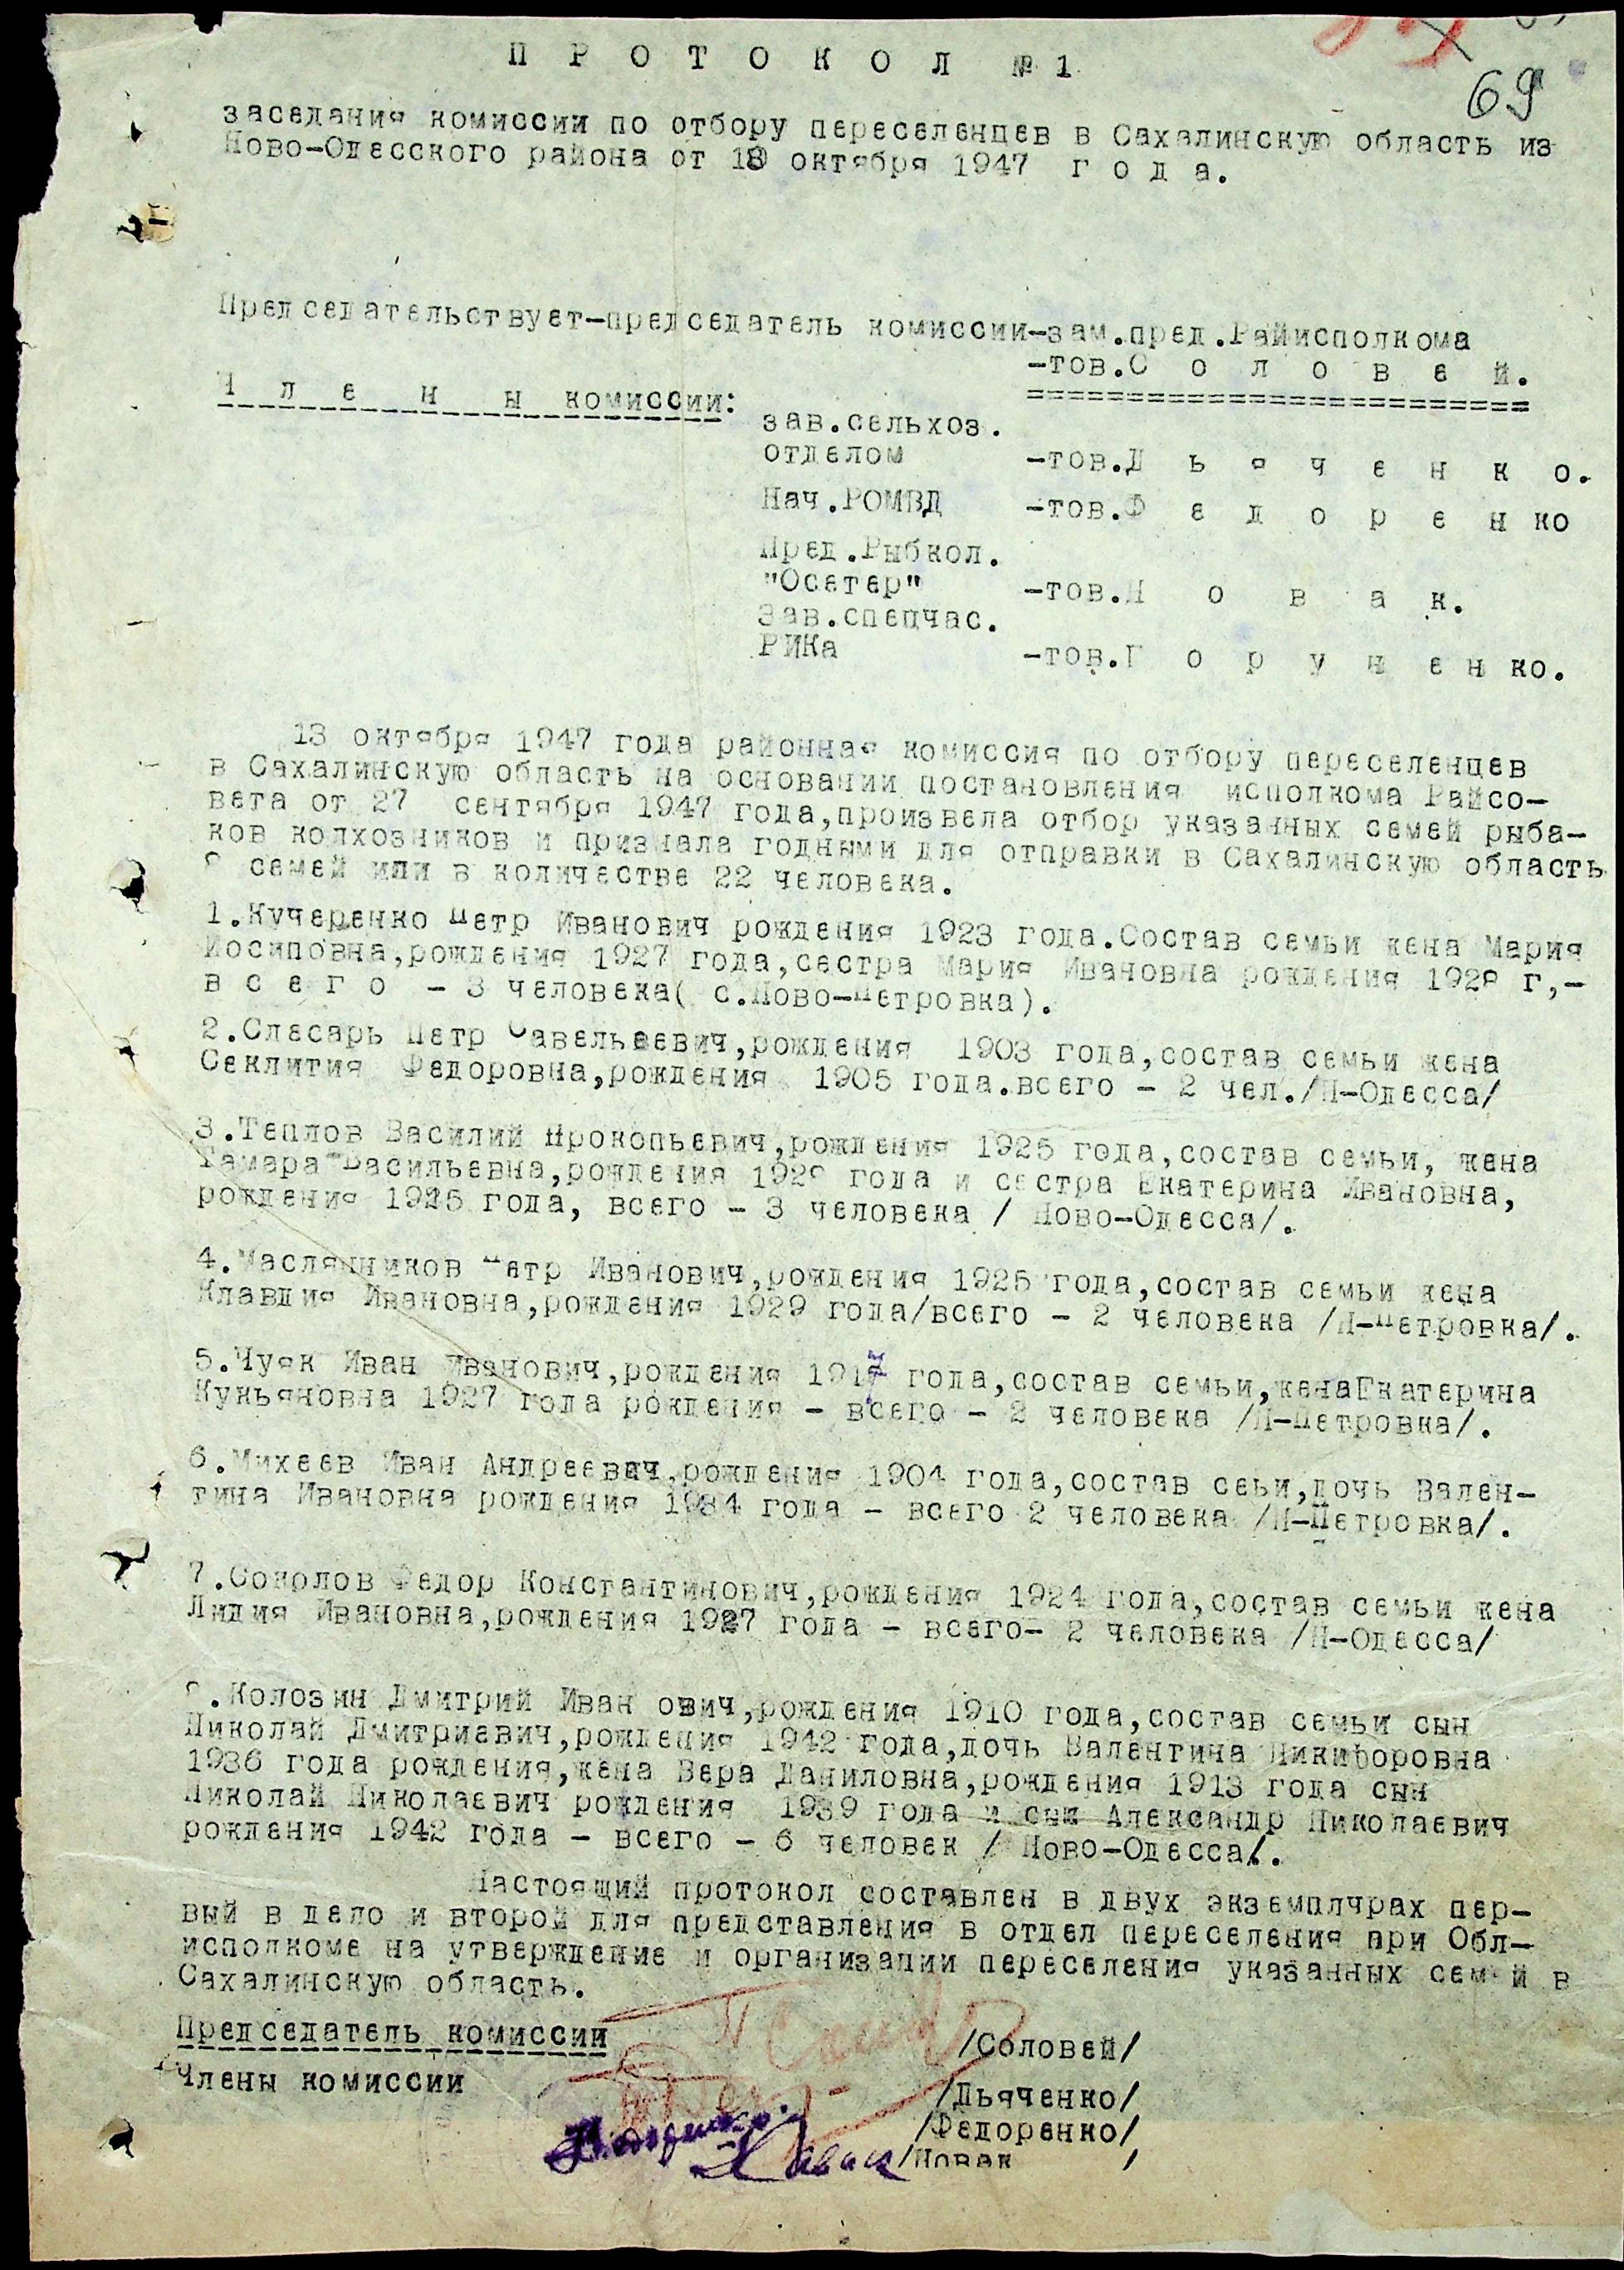 69
П Р О Т О К О Л № 1
заседания комиссии по отбору переселенцев в Сахалинскую область из
Ново-Одесского района от октября 1947 г о д а.
Председательствует-председатель комиссии-зам.пред.Райисполкома
-тов.С о л о в е й.
Ч л е н ы комиссии:
зав.сельхоз.
отделом -тов.Д ь я ч е н к о.
Нач.РОМВД -тов.Ф е д о р е н ко
Пред.Рыбкол.
"Осетер" -тов.Н о в а к.
Зав.спецчас.
РИКа -тов.Г о р у н е н ко.
13 октября 1947 года районная комиссия по отбору переселенцев
в Сахалинскую область на основании постановления исполкома Райсо-
вета от 27 сентября 1947 года,произвела отбор указанных семей рыба-
ков колхозников и признала годными для отправки в Сахалинскую область
8 семей или в количестве 22 человека.
1.Кучеренко Петр Иванович рождения 1923 года.Состав семьи жена Мария
Иосиповна,рождения 1927 года,сестра Мария Ивановна рождения 1928 г,-
в с е г о - 3 человека( с.Ново-Петровка).
2.Слесарь Петр Савельеевич,рождения 1903 года,состав семьи жена
Секлития Федоровна,рождения 1905 года.всего - 2 чел./Н-Одесса/
3.Теплов Василий Прокопьевич,рождения 1925 года,состав семьи, жена
Тамара Васильевна,рождения 1928 года и сестра Екатерина Ивановна,
рождения 1925 года, всего - 3 человека / Ново-Одесса/.
4.Маслянников Петр Иванович,рождения 1925 года,состав семьи жена
Клавдия Ивановна,рождения 1929 года/всего - 2 человека /Н-Петровка/.
5.Чуяк Иван Иванович,рождения 1917 года,состав семьи,женаЕкатерина
Кукьяновна 1927 года рождения - всего - 2 человека /Н-Петровка/.
6.Михеев Иван Андреевич,рождения 1904 года,состав сеьи,дочь Вален-
тина Ивановна рождения 1934 года - всего 2 человека /Н-Петровка/.
7.Соколов Федор Константинович,рождения 1924 года,состав семьи жена
Лидия Ивановна,рождения 1927 года - всего- 2 человека /Н-Одесса/
8.Колозин Дмитрий Иван ович,рождения 1910 года,состав семьи сын
Николай Дмитриевич,рождения 1942 года,дочь Валентина Никифоровна
1936 года рождения,жена Вера Даниловна,рождения 1913 года сын
Николай Николаевич рождения 1939 года и сын Александр Николаевич
рождения 1942 года - всего - 6 человек / Ново-Одесса/.
Настоящий протокол составлен в двух экземплчрах пер-
вый в дело и второй для представления в отдел переселения при Обл-
исполкоме на утверждение и организации переселения указанных семей в
Сахалинскую область.
Председатель комиссии /Соловей/
Члены комиссии /Дьяченко/
/Федоренко/
/Новак /